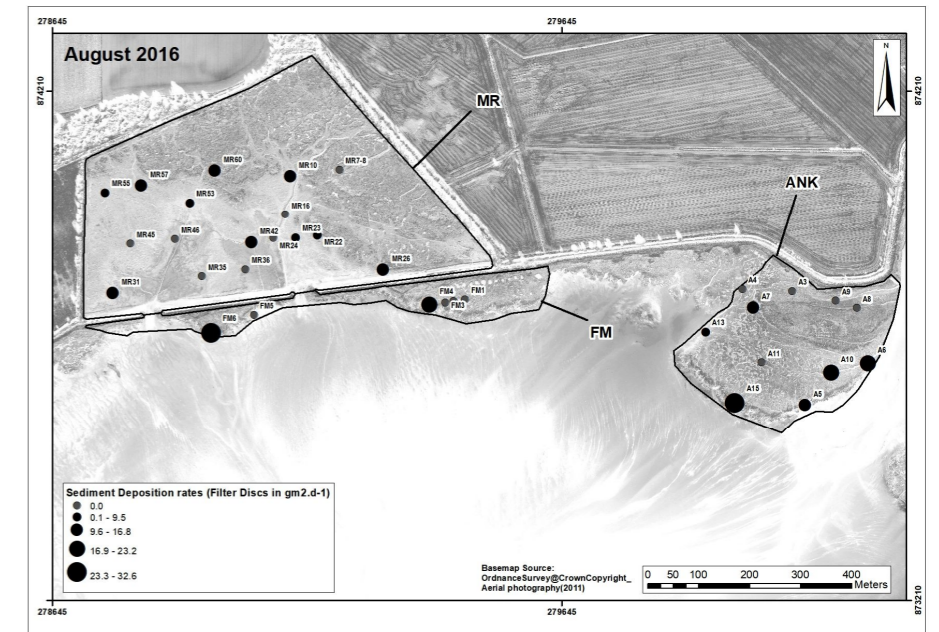 278645
279645
August 2016
N
874210
874210
MR
MR60
MR10
MR7-8
MR57
MR55
MR53
ANK
MR16
MR45
MR46
MR42
MR23
MR24
MR22
MR35
MR36
MR26
MR31
A4
A3
A9
A7
A8
FM4
FM1
FM3
FM5
FM6
FM
A13
A11
A10
A6
A15
A5
Sediment Deposition rates (Filter Discs in gm2.d-1)
0.0
0.1 - 9.5
9.6 - 16.8
16.9 - 23.2
23.3 - 32.6
Basemap Source:
OrdnanceSurvey@CrownCopyright_
Aerial photography(2011)
0 50 100 200 300 400
Meters
873210
278645
279645